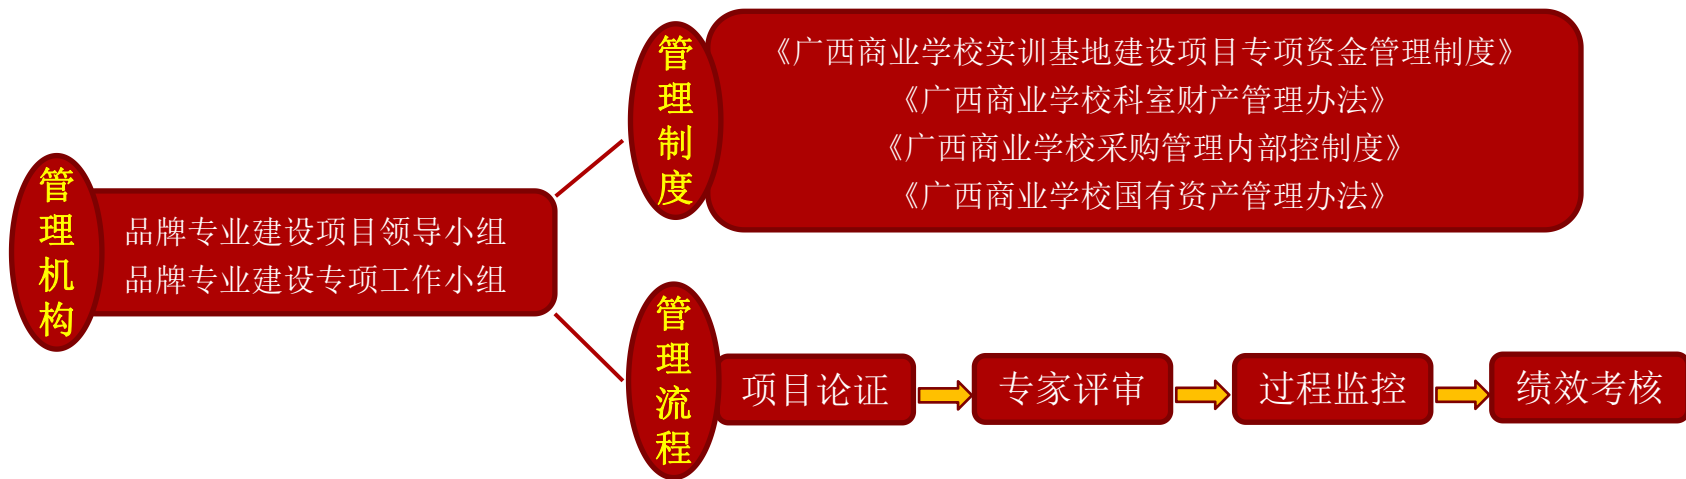 管理机构
品牌专业建设项目领导小组
品牌专业建设专项工作小组
管理制度
《广西商业学校实训基地建设项目专项资金管理制度》
《广西商业学校科室财产管理办法》
《广西商业学校采购管理内部控制度》
《广西商业学校国有资产管理办法》
管理流程
项目论证
专家评审
过程监控
绩效考核